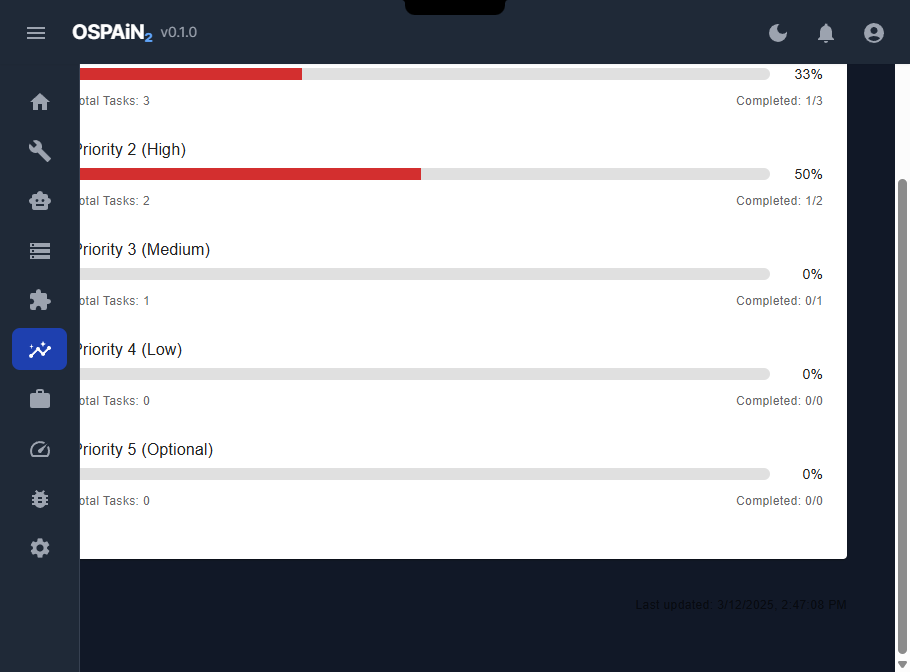 OSPAiN2 v0.1.0
33%
otal Tasks: 3 Completed: 1/3
Priority 2 (High)
50%
otal Tasks: 2 Completed: 1/2
Priority 3 (Medium)
0%
otal Tasks: 1 Completed: 0/1
Priority 4 (Low)
0%
otal Tasks: 0 Completed: 0/0
Priority 5 (Optional)
0%
otal Tasks: 0 Completed: 0/0
Last updated: 3/12/2025, 2:47:08 PM